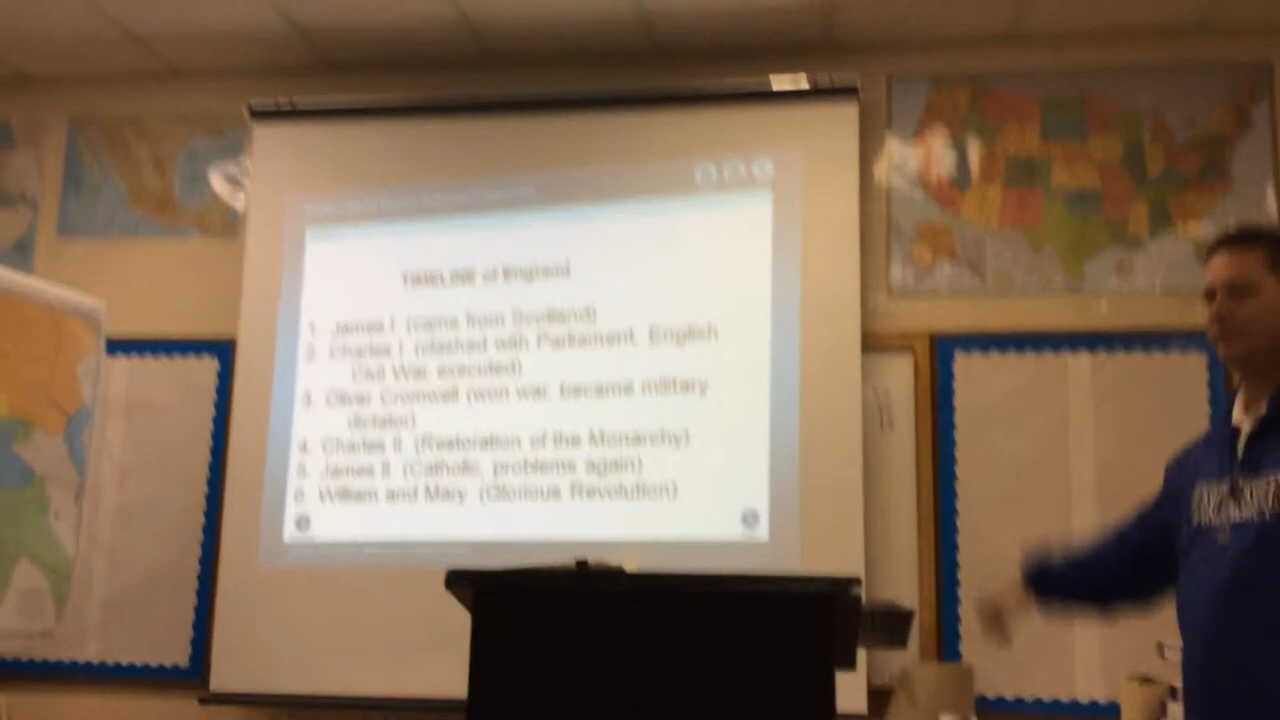 TIMELINE of England
1. James I (came from Scotland)
2. Charles I (clashed with Parliament, English
Civil War, executed)
3. Oliver Cromwell (won war, became military
dictator)
4. Charles II (Restoration of the Monarchy)
5. James II (Catholic, problems again)
6. William and Mary (Glorious Revolution)